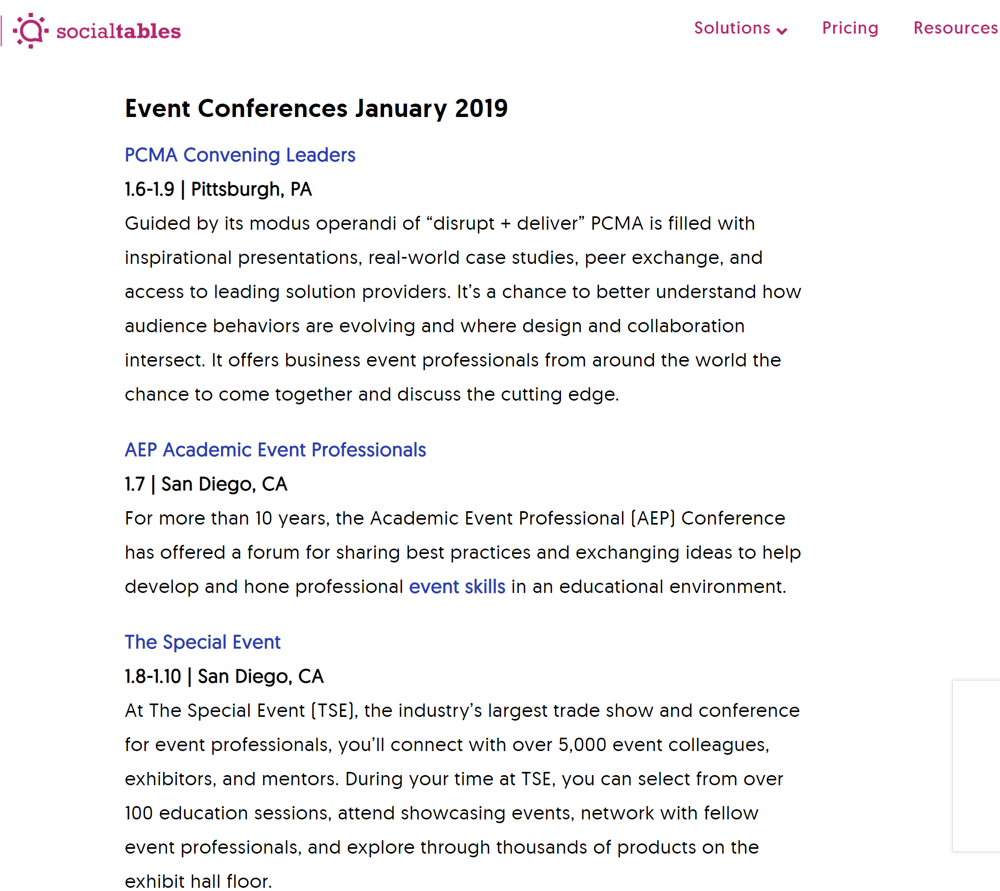 socialtables
Solutions
Pricing
Resources
Event Conferences January 2019
PCMA Convening Leaders
1.6-1.9 | Pittsburgh, PA
Guided by its modus operandi of “disrupt + deliver” PCMA is filled with
inspirational presentations, real-world case studies, peer exchange, and
access to leading solution providers. It’s a chance to better understand how
audience behaviors are evolving and where design and collaboration
intersect. It offers business event professionals from around the world the
chance to come together and discuss the cutting edge.
AEP Academic Event Professionals
1.7 | San Diego, CA
For more than 10 years, the Academic Event Professional (AEP) Conference
has offered a forum for sharing best practices and exchanging ideas to help
develop and hone professional event skills in an educational environment.
The Special Event
1.8-1.10 | San Diego, CA
At The Special Event (TSE), the industry’s largest trade show and conference
for event professionals, you’ll connect with over 5,000 event colleagues,
exhibitors, and mentors. During your time at TSE, you can select from over
100 education sessions, attend showcasing events, network with fellow
event professionals, and explore through thousands of products on the
exhibit hall floor.